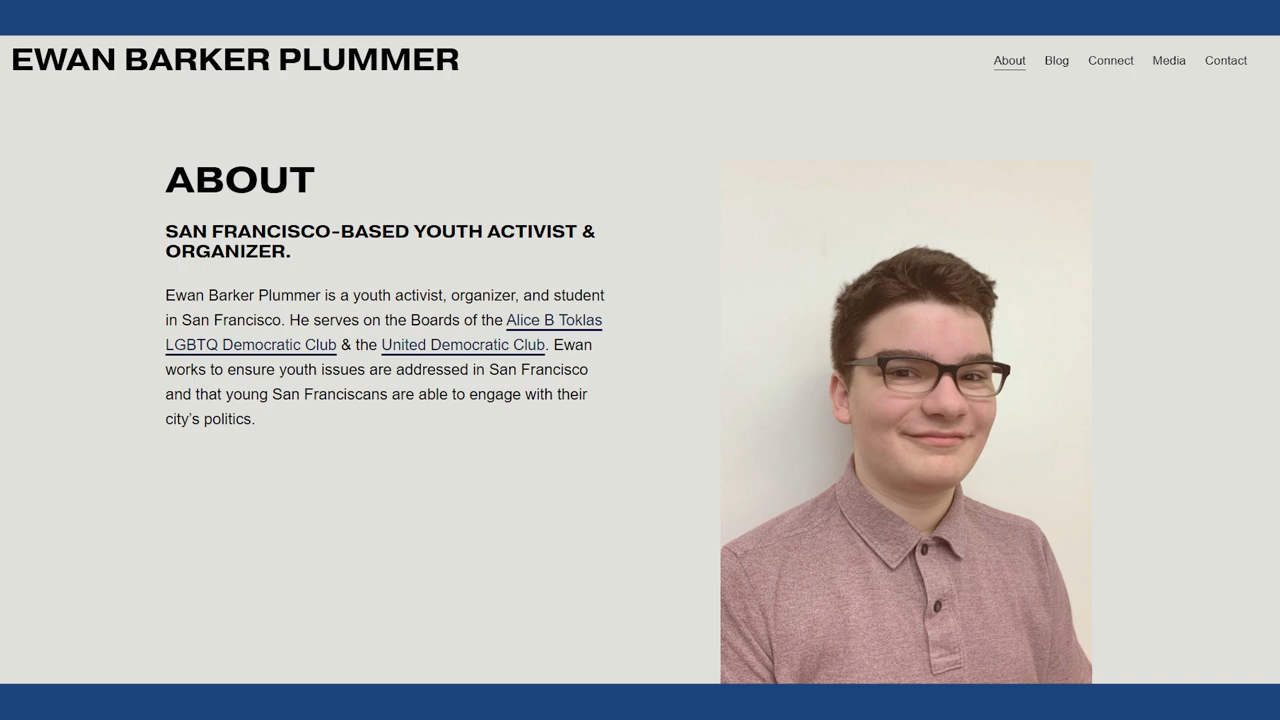 EWAN BARKER PLUMMER
About Blog Connect Media Contact
ABOUT
SAN FRANCISCO-BASED YOUTH ACTIVIST &
ORGANIZER.
Ewan Barker Plummer is a youth activist, organizer, and student
in San Francisco. He serves on the Boards of the Alice B Toklas
LGBTQ Democratic Club & the United Democratic Club. Ewan
works to ensure youth issues are addressed in San Francisco
and that young San Franciscans are able to engage with their
city’s politics.